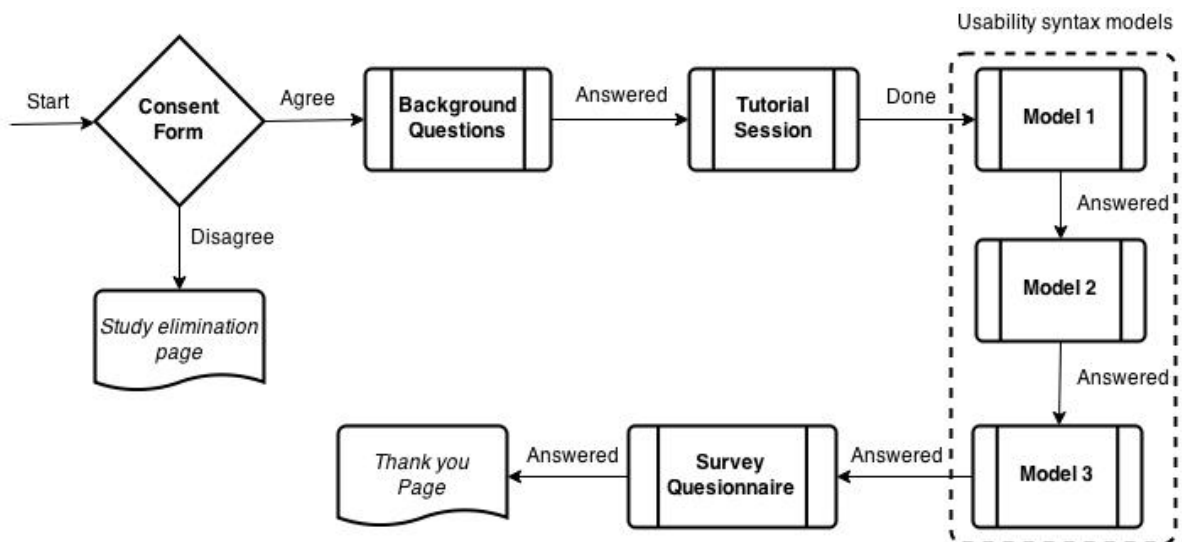 Usability syntax models
Start
Consent
Form
Agree
Background
Questions
Answered
Tutorial
Session
Done
Model 1
Answered
Disagree
Model 2
Study elimination
page
Answered
Model 3
Answered
Survey
Quesionnaire
Answered
Thank you
Page